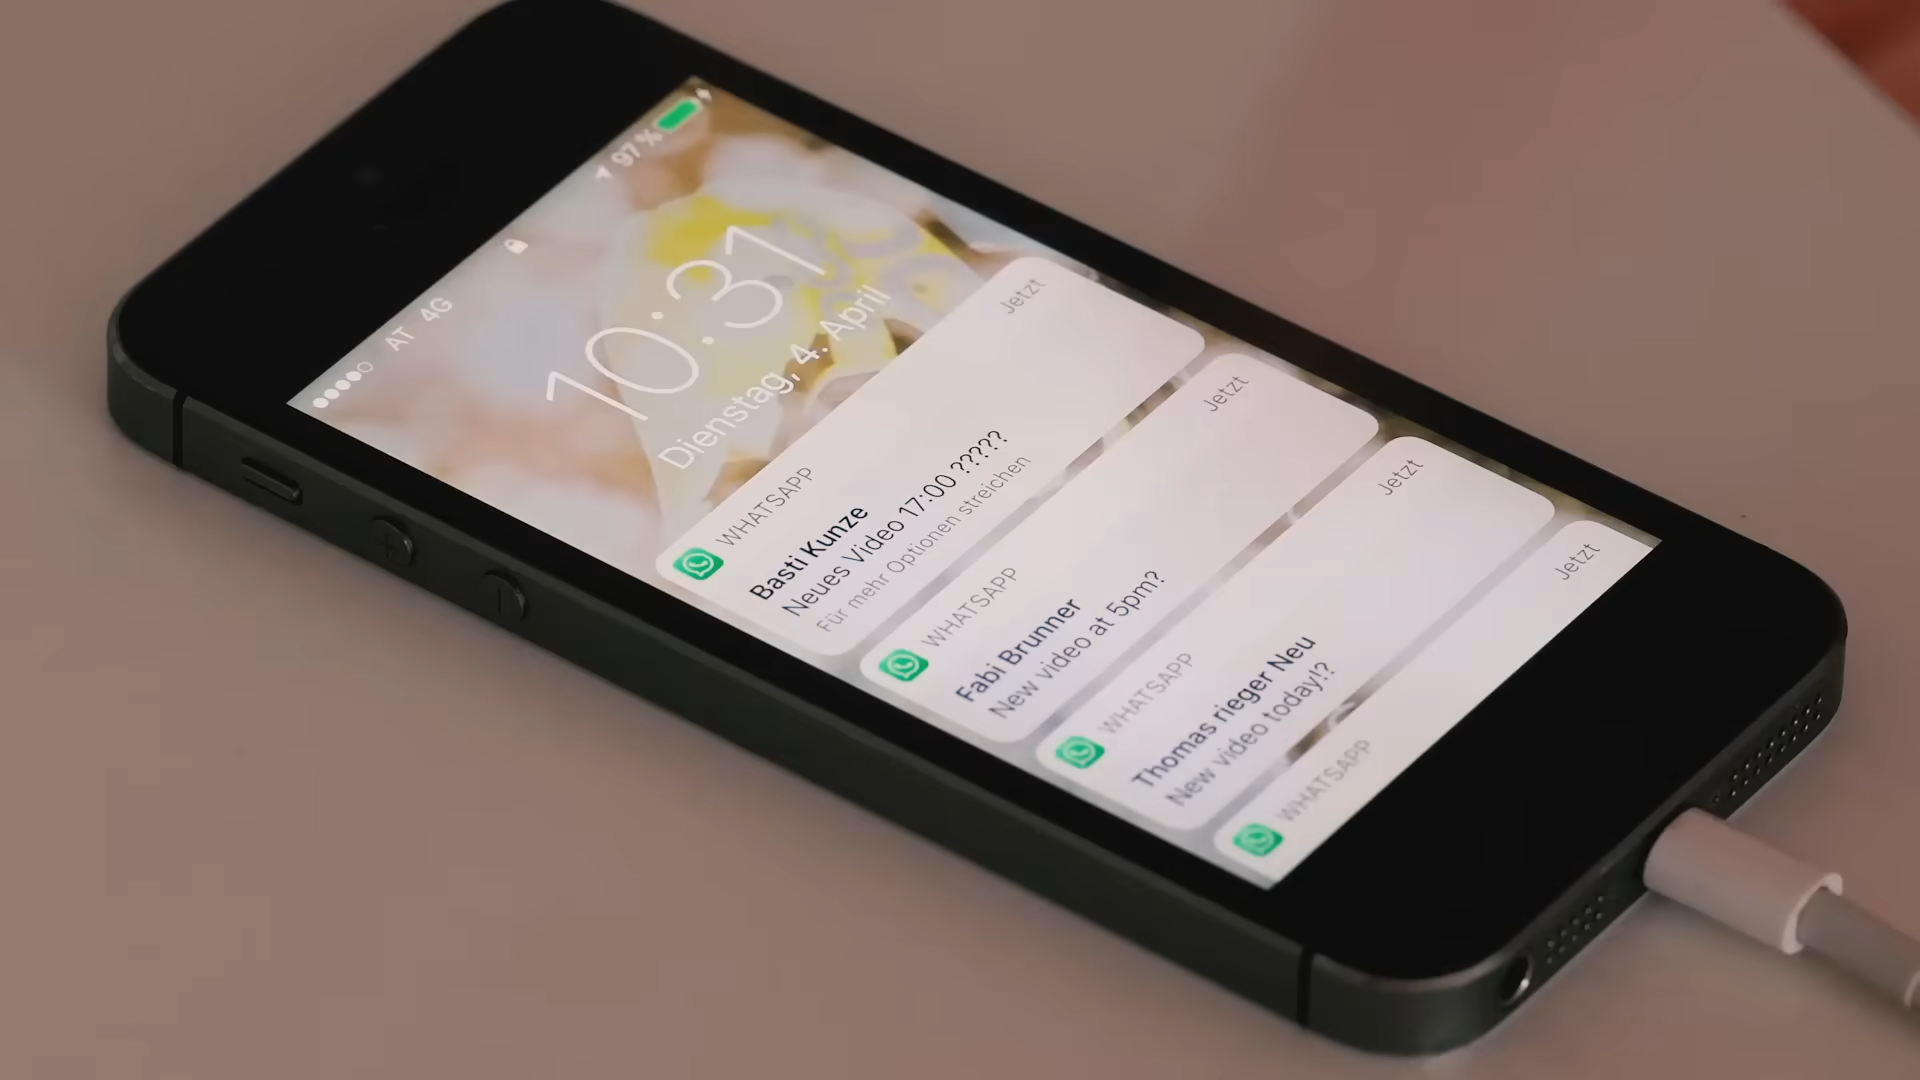 AT 4G
97 %
10:31
Dienstag, 4. April
WHATSAPP
Jetzt
Basti Kunze
Neues Video 17:00 ?????
Für mehr Optionen streichen
WHATSAPP
Jetzt
Fabi Brunner
New video at 5pm?
WHATSAPP
Jetzt
Thomas rieger Neu
New video today!?
WHATSAPP
Jetzt